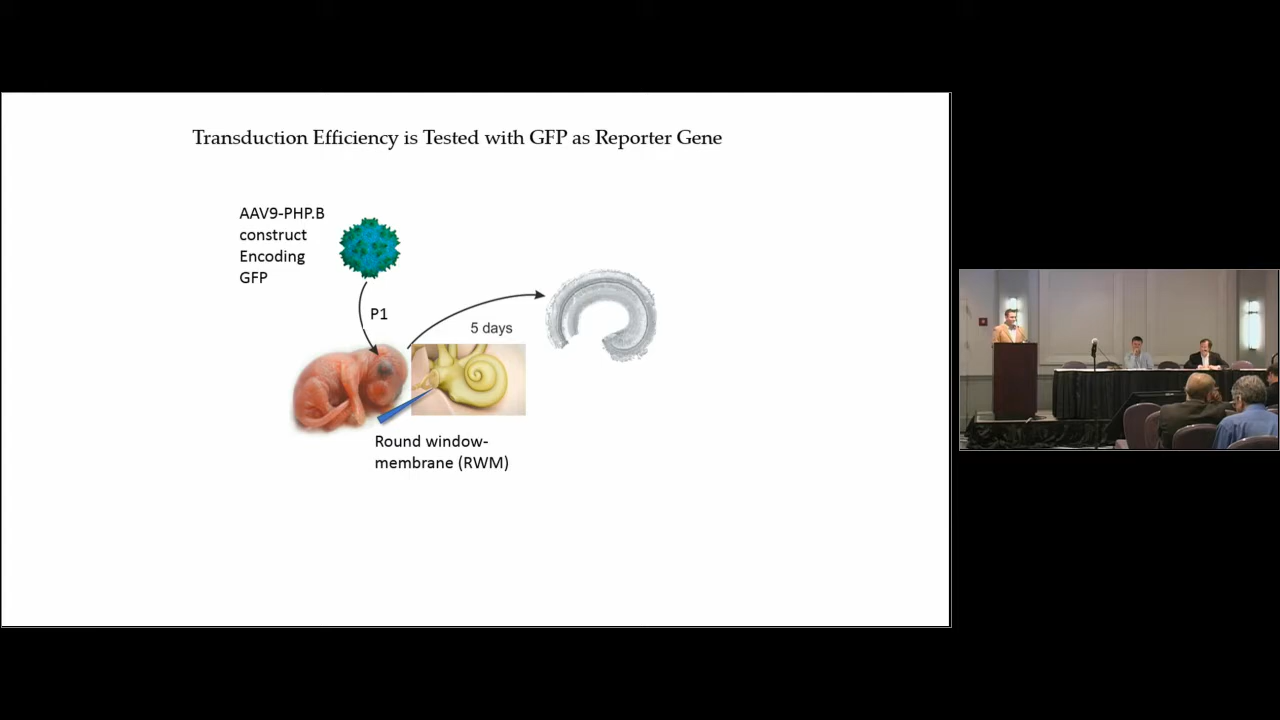 Transduction Efficiency is Tested with GFP as Reporter Gene
AAV9-PHP.B
construct
Encoding
GFP
P1
5 days
Round window-
membrane (RWM)